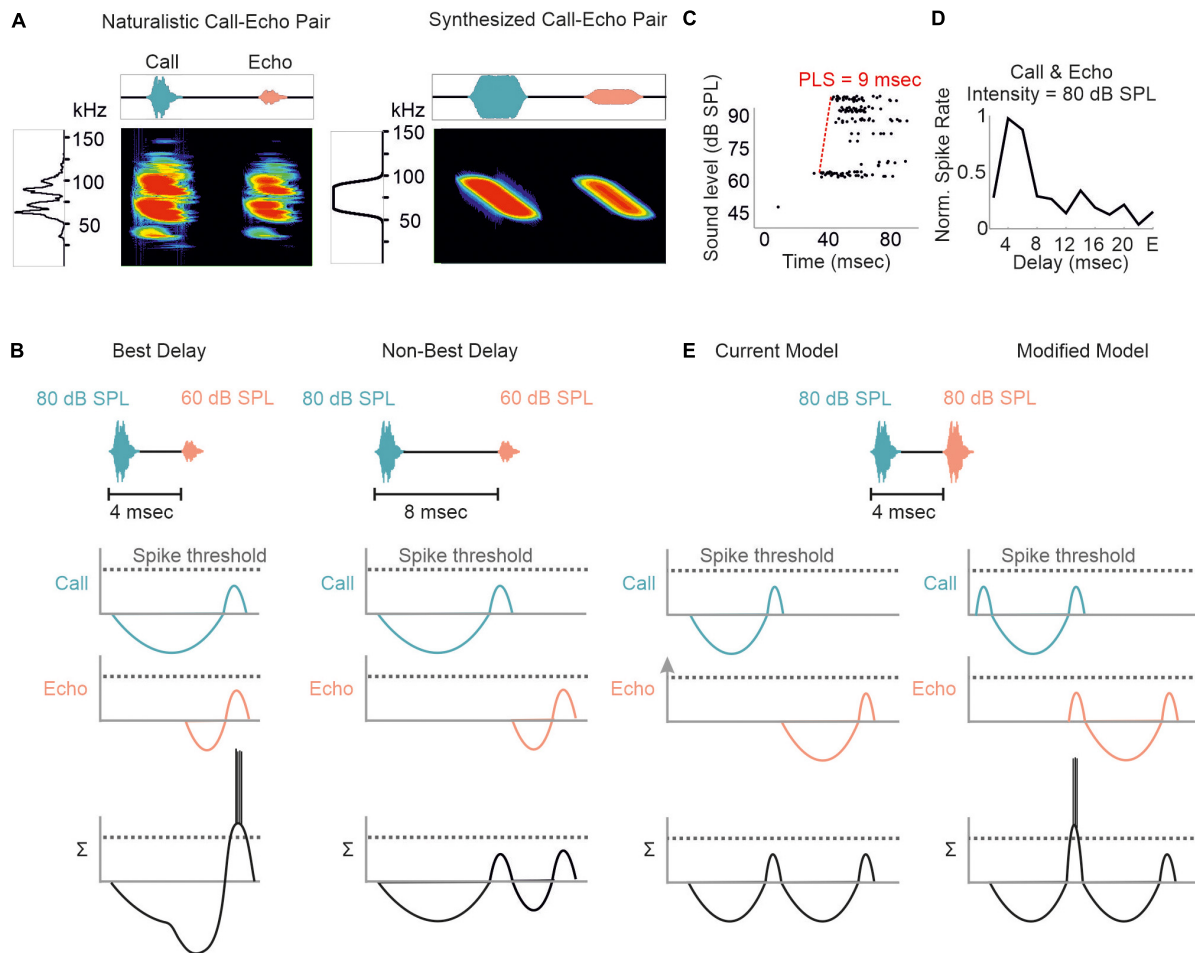 A
Naturalistic Call-Echo Pair
Call
Echo
kHz
150
100
50
Synthesized Call-Echo Pair
kHz
150
100
50
C
PLS = 9 msec
Sound level (dB SPL)
90
75
60
45
0
40
80
Time (msec)
D
Call & Echo
Intensity = 80 dB SPL
Norm. Spike Rate
1
0.5
0
4
8
12
16
20
E
Delay (msec)
B
Best Delay
80 dB SPL
60 dB SPL
4 msec
Spike threshold
Call
Echo
Σ
Non-Best Delay
80 dB SPL
60 dB SPL
8 msec
Spike threshold
Call
Echo
Σ
E
Current Model
Modified Model
80 dB SPL
80 dB SPL
4 msec
Spike threshold
Call
Echo
Σ
Spike threshold
Call
Echo
Σ